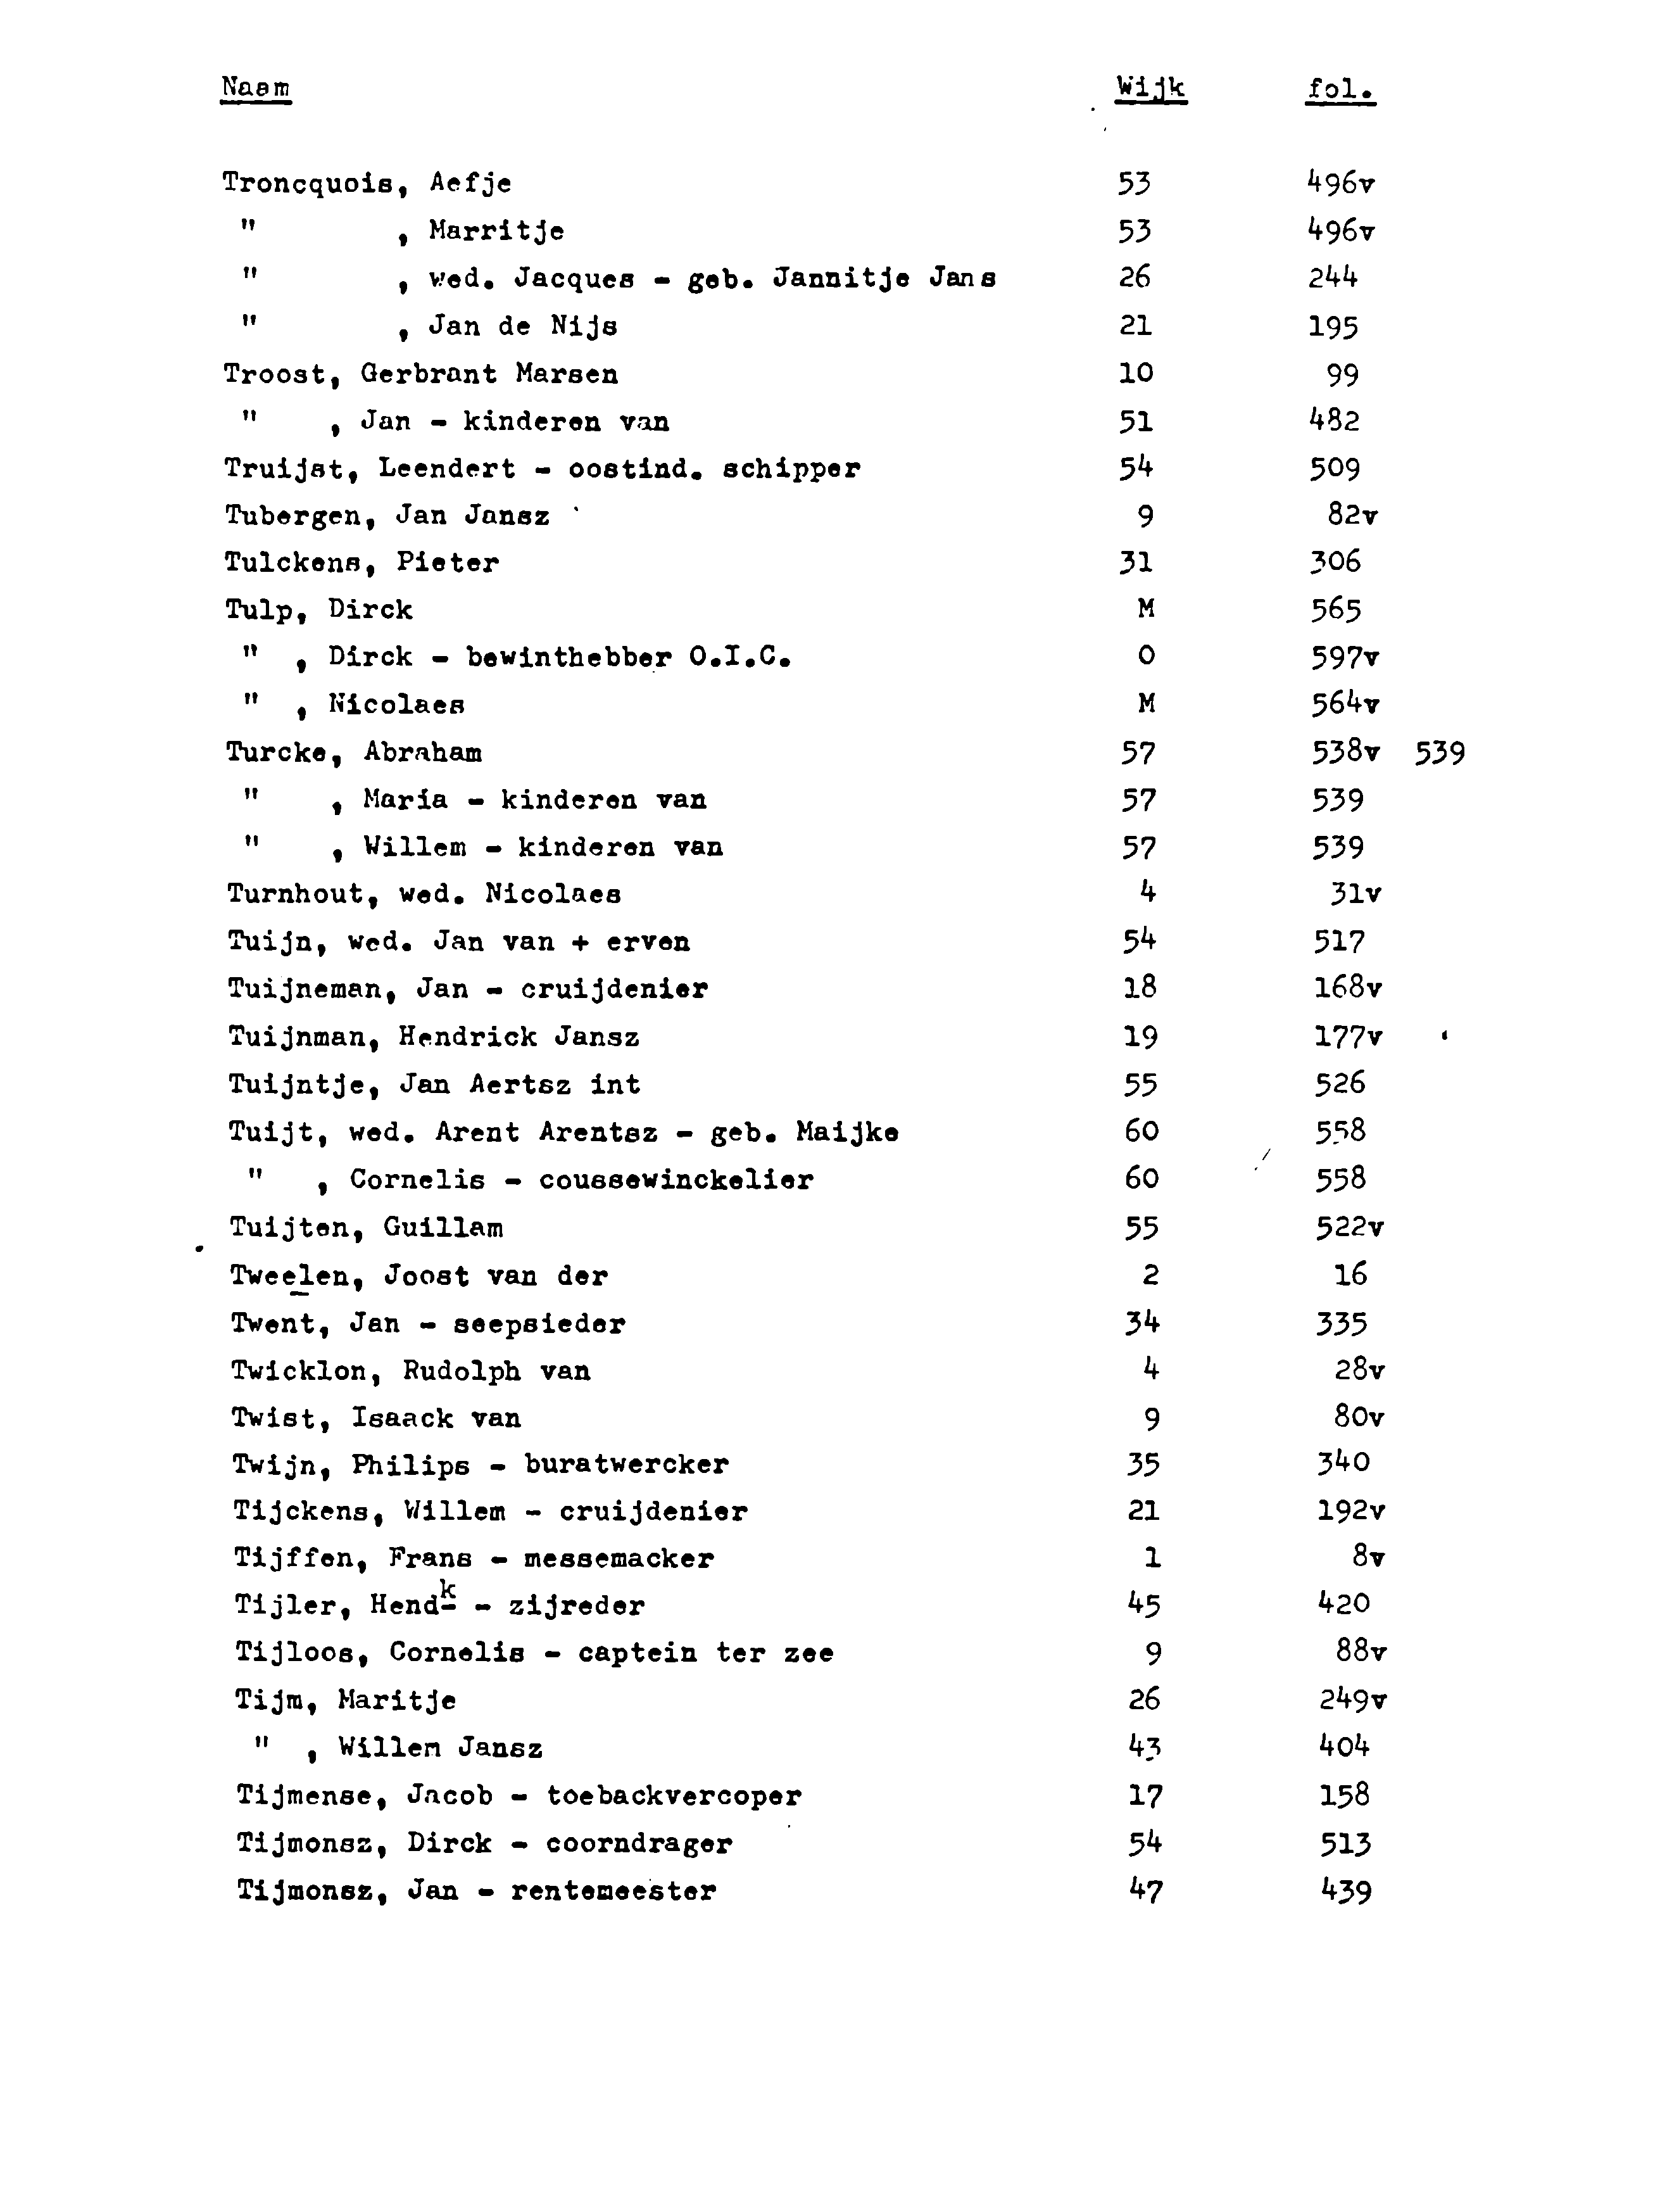 Naam Wijk fol.
Troncquois, Aefje 53 496v
" , Marritje 53 496v
" , wed. Jacques - geb. Jannitje Jans 26 244
" , Jan de Nijs 21 195
Troost, Gerbrant Marsen 10 99
" , Jan - kinderen van 51 482
Truijst, Leendert - oostind. schipper 54 509
Tubergen, Jan Jansz 9 82v
Tulckens, Pieter 31 306
Tulp, Dirck M 565
" , Dirck - bewinthebber O.I.C. O 597v
" , Nicolaes M 564v
Turcke, Abraham 57 538v 539
" , Maria - kinderen van 57 539
" , Willem - kinderen van 57 539
Turnhout, wed. Nicolaes 4 31v
Tuijn, wed. Jan van + erven 54 517
Tuijneman, Jan - cruijdenier 18 168v
Tuijnman, Hendrick Jansz 19 177v
Tuijntje, Jan Aertsz int 55 526
Tuijt, wed. Arent Arentsz - geb. Maijke 60 558
" , Cornelis - coussewinckelier 60 558
Tuijten, Guillam 55 522v
Tweelen, Joost van der 2 16
Twent, Jan - seepsieder 34 335
Twicklon, Rudolph van 4 28v
Twist, Isaack van 9 80v
Twijn, Philips - buratwercker 35 340
Tijckens, Willem - cruijdenier 21 192v
Tijffen, Frans - messemacker 1 8v
Tijler, Hendk - zijreder 45 420
Tijloos, Cornelis - captein ter zee 9 88v
Tijm, Maritje 26 249v
" , Willem Jansz 43 404
Tijmense, Jacob - toebackvercoper 17 158
Tijmonsz, Dirck - coorndrager 54 513
Tijmonsz, Jan - rentemeester 47 439